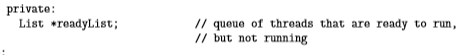 private:
List *readyList; // queue of threads that are ready to run,
// but not running